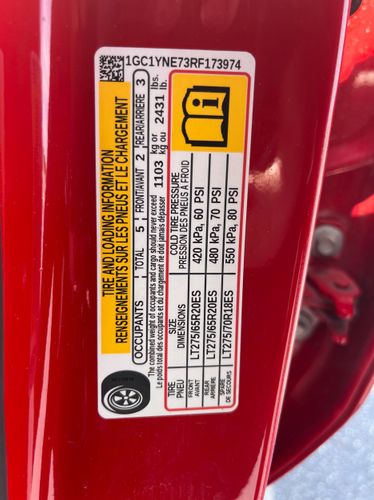 1GC1YNE73RF173974
TIRE AND LOADING INFORMATION
RENSEIGNEMENTS SUR LES PNEUS ET LE CHARGEMENT
OCCUPANTS TOTAL 5 FRONT/AVANT 2 REAR/ARRIERE 3
The combined weight of occupants and cargo should never exceed 1103 kg or 2431 lbs.
Le poids total des occupants et du chargement ne doit jamais dépasser kg ou lb.
TIRE SIZE COLD TIRE PRESSURE
PNEU DIMENSIONS PRESSION DES PNEUS À FROID
FRONT
AVANT LT275/65R20ES 420 kPa, 60 PSI
REAR
ARRIERE LT275/65R20ES 480 kPa, 70 PSI
SPARE
DE SECOURS LT275/70R18ES 550 kPa, 80 PSI